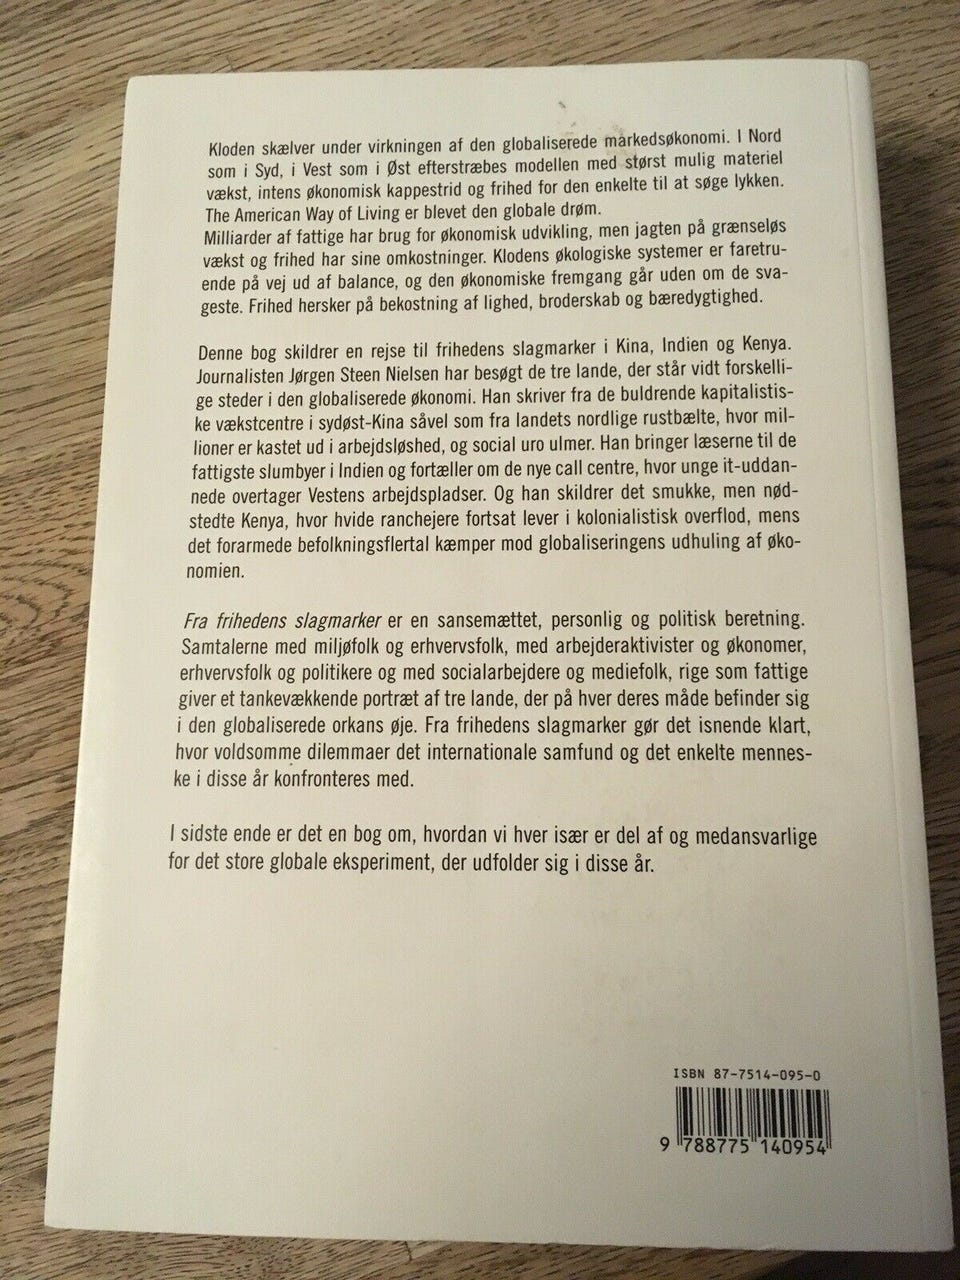 Kloden skælver under virkningen af den globaliserede markedsøkonomi. I Nord
som i Syd, i Vest som i Øst efterstræbes modellen med størst mulig materiel
vækst, intens økonomisk kappestrid og frihed for den enkelte til at søge lykken.
The American Way of Living er blevet den globale drøm.
Milliarder af fattige har brug for økonomisk udvikling, men jagten på grænseløs
vækst og frihed har sine omkostninger. Klodens økologiske systemer er faretru-
ende på vej ud af balance, og den økonomiske fremgang går uden om de sva-
geste. Frihed hersker på bekostning af lighed, broderskab og bæredygtighed.
Denne bog skildrer en rejse til frihedens slagmarker i Kina, Indien og Kenya.
Journalisten Jørgen Steen Nielsen har besøgt de tre lande, der står vidt forskelli-
ge steder i den globaliserede økonomi. Han skriver fra de buldrende kapitalistis-
ke vækstcentre i sydøst-Kina såvel som fra landets nordlige rustbælte, hvor mil-
lioner er kastet ud i arbejdsløshed, og social uro ulmer. Han bringer læserne til de
fattigste slumbyer i Indien og fortæller om de nye call centre, hvor unge it-uddan-
nede overtager Vestens arbejdspladser. Og han skildrer det smukke, men nød-
stedte Kenya, hvor hvide ranchejere fortsat lever i kolonialistisk overflod, mens
det forarmede befolkningsflertal kæmper mod globaliseringens udhuling af øko-
nomien.
Fra frihedens slagmarker er en sansemættet, personlig og politisk beretning.
Samtalerne med miljøfolk og erhvervsfolk, med arbejderaktivister og økonomer,
erhvervsfolk og politikere og med socialarbejdere og mediefolk, rige som fattige
giver et tankevækkende portræt af tre lande, der på hver deres måde befinder sig
i den globaliserede orkans øje. Fra frihedens slagmarker gør det isnende klart,
hvor voldsomme dilemmaer det internationale samfund og det enkelte mennes-
ke i disse år konfronteres med.
I sidste ende er det en bog om, hvordan vi hver især er del af og medansvarlige
for det store globale eksperiment, der udfolder sig i disse år.
ISBN 87-7514-095-0
9 788775 140954